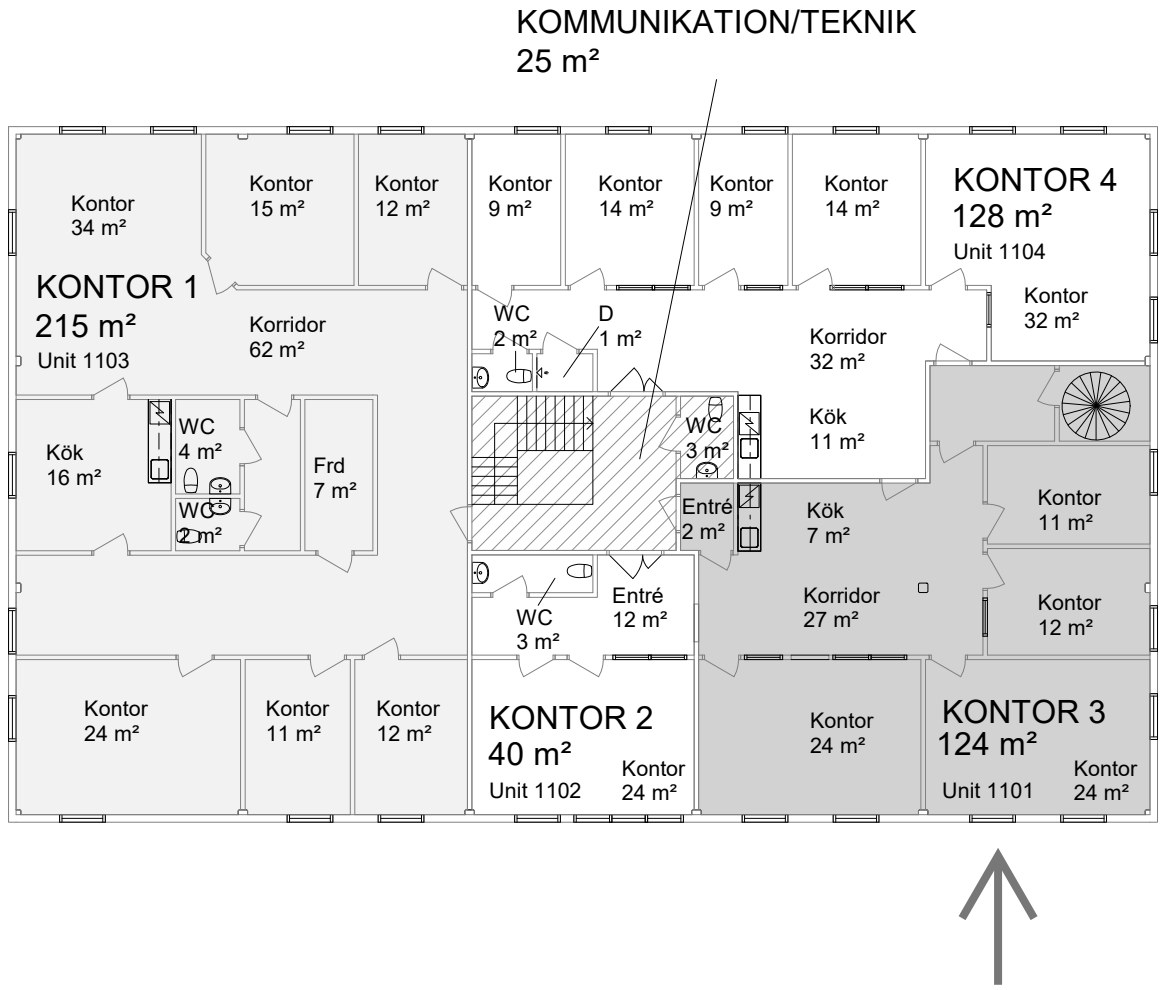 KOMMUNIKATION/TEKNIK
25 m²
Kontor
34 m²
Kontor
15 m²
Kontor
12 m²
Kontor
9 m²
Kontor
14 m²
Kontor
9 m²
Kontor
14 m²
KONTOR 4
128 m²
Unit 1104
Kontor
32 m²
KONTOR 1
215 m²
Unit 1103
Korridor
62 m²
WC
2 m²
D
1 m²
Korridor
32 m²
Kök
11 m²
Kök
16 m²
WC
4 m²
WC
2 m²
Frd
7 m²
WC
3 m²
Entré
2 m²
Kök
7 m²
Kontor
11 m²
Korridor
27 m²
Kontor
12 m²
WC
3 m²
Entré
12 m²
Kontor
24 m²
Kontor
11 m²
Kontor
12 m²
KONTOR 2
40 m²
Unit 1102
Kontor
24 m²
Kontor
24 m²
KONTOR 3
124 m²
Unit 1101
Kontor
24 m²